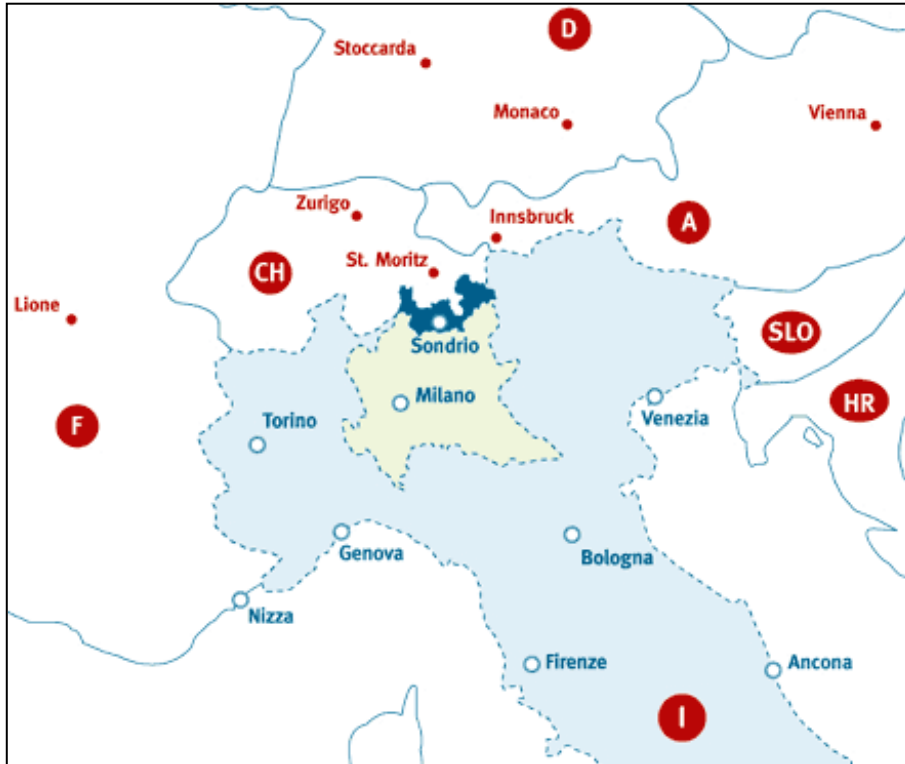 D
Stoccarda
Monaco
Vienna
Zurigo
Innsbruck
A
CH
St. Moritz
Lione
SLO
Sondrio
HR
Milano
Venezia
Torino
F
Genova
Bologna
Nizza
Firenze
Ancona
I